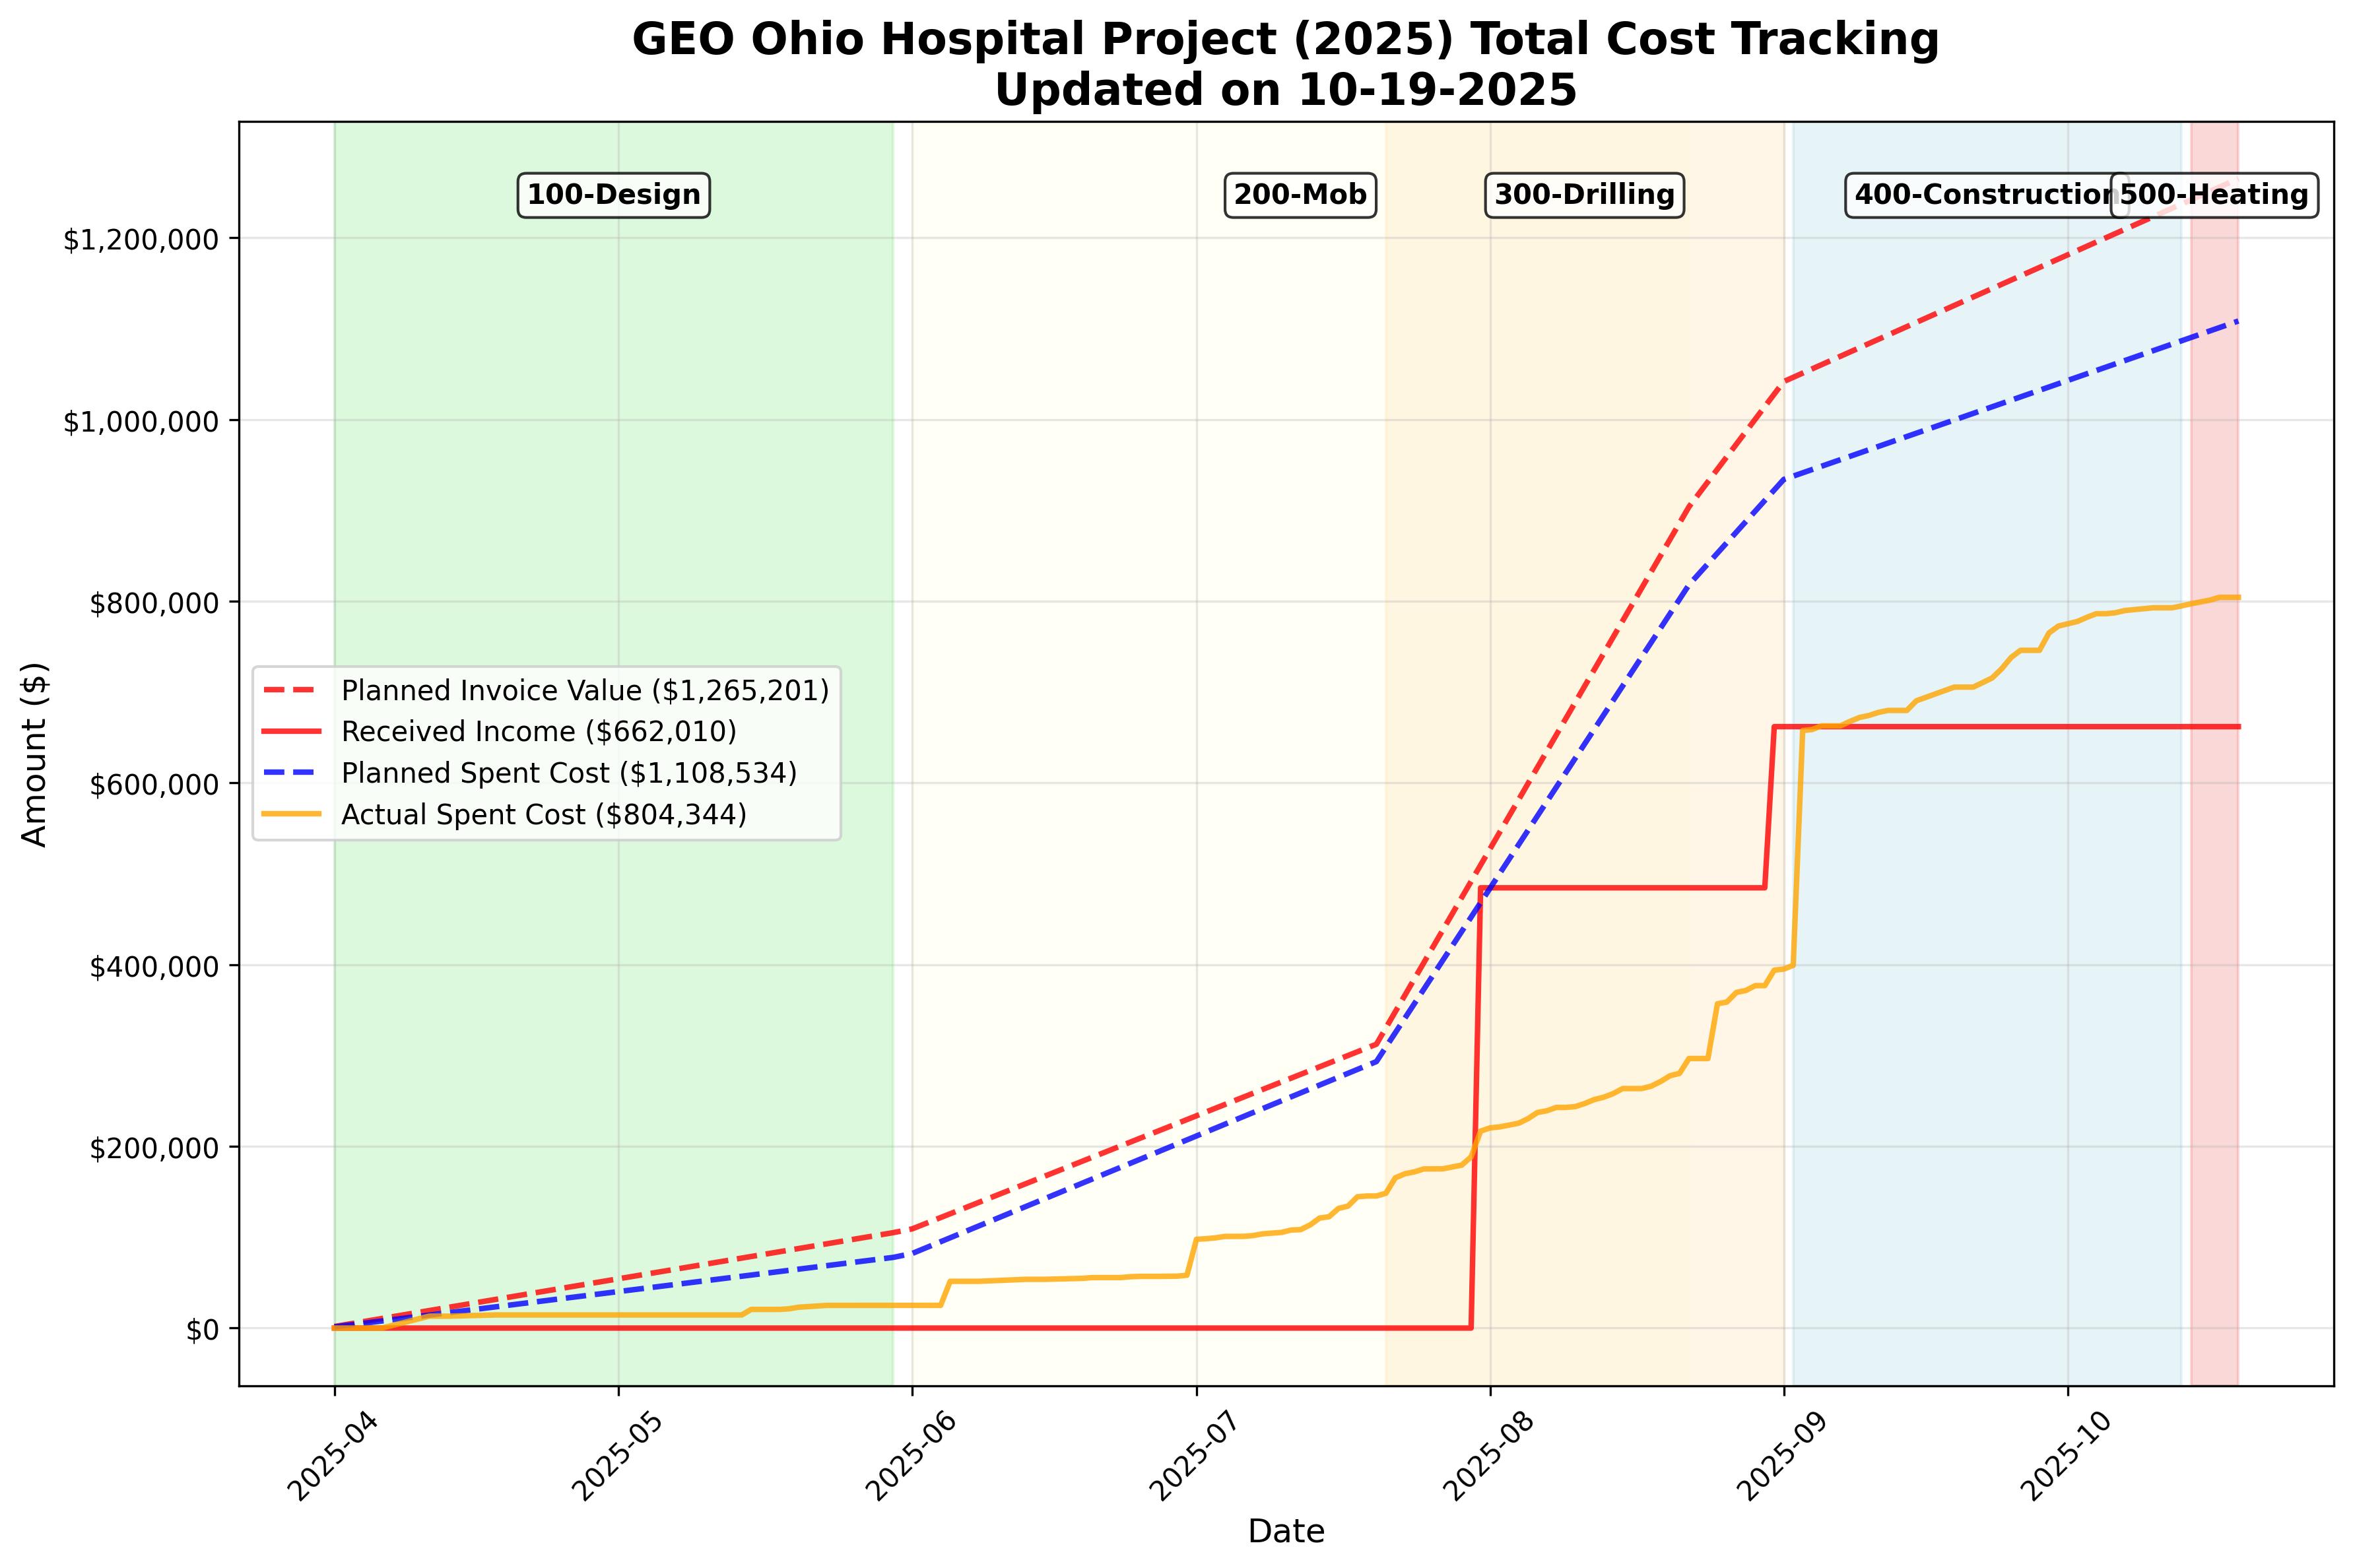 GEO Ohio Hospital Project (2025) Total Cost Tracking
Updated on 10-19-2025
100-Design
200-Mob
300-Drilling
400-Construction
500-Heating
$1,200,000
$1,000,000
$800,000
$600,000
$400,000
$200,000
$0
Amount ($)
Planned Invoice Value ($1,265,201)
Received Income ($662,010)
Planned Spent Cost ($1,108,534)
Actual Spent Cost ($804,344)
2025-04
2025-05
2025-06
2025-07
2025-08
2025-09
2025-10
Date